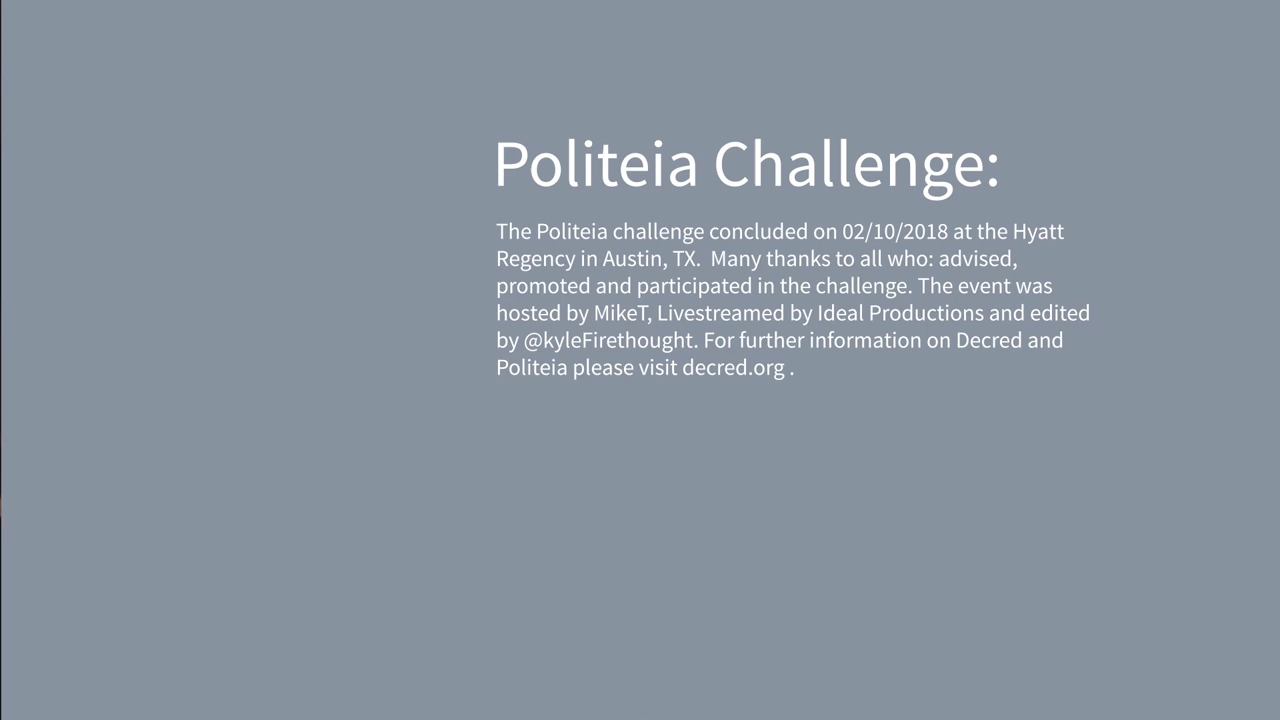 Politeia Challenge:
The Politeia challenge concluded on 02/10/2018 at the Hyatt
Regency in Austin, TX.  Many thanks to all who: advised,
promoted and participated in the challenge. The event was
hosted by MikeT, Livestreamed by Ideal Productions and edited
by @kyleFirethought. For further information on Decred and
Politeia please visit decred.org .